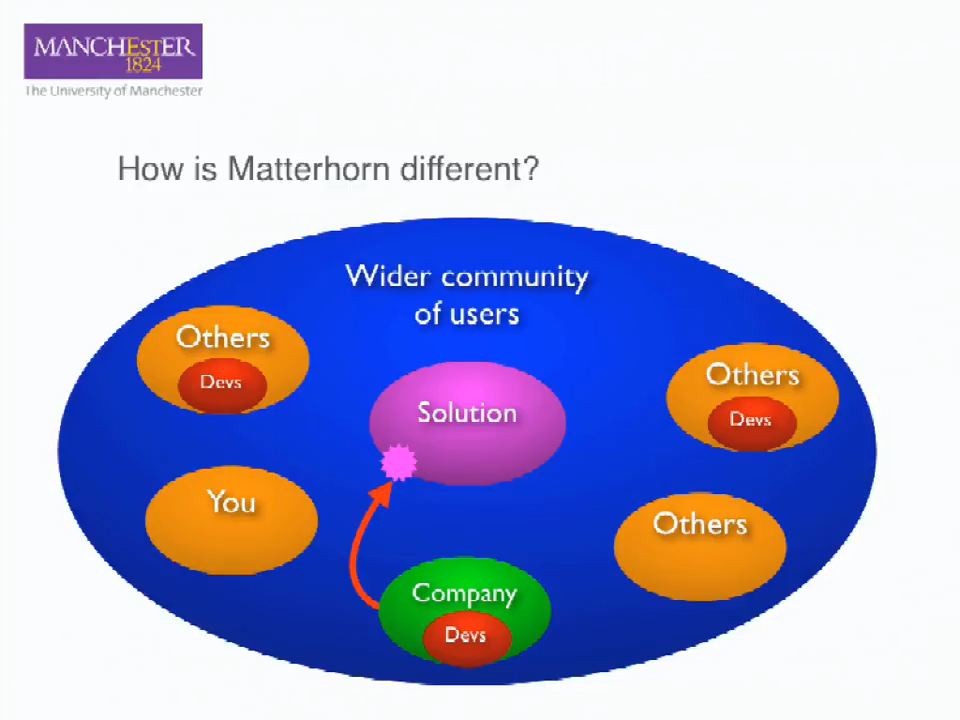 MANCHESTER
1824
The University of Manchester
How is Matterhorn different?
Wider community
of users
Others
Devs
Others
Devs
Solution
You
Others
Company
Devs